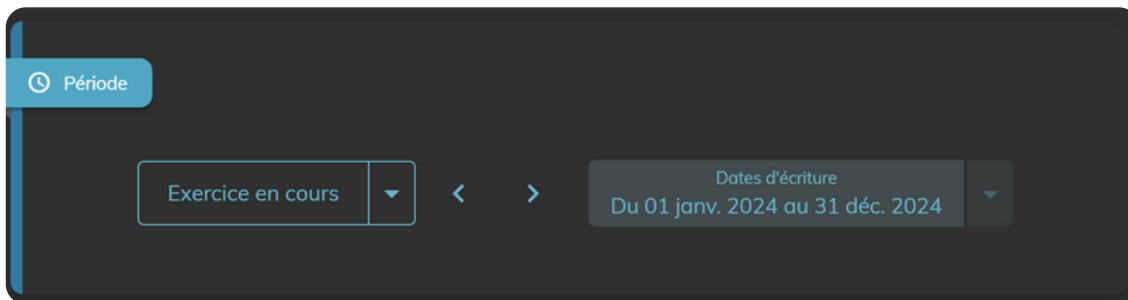 Période
Exercice en cours
Dates d'écriture
Du 01 janv. 2024 au 31 déc. 2024